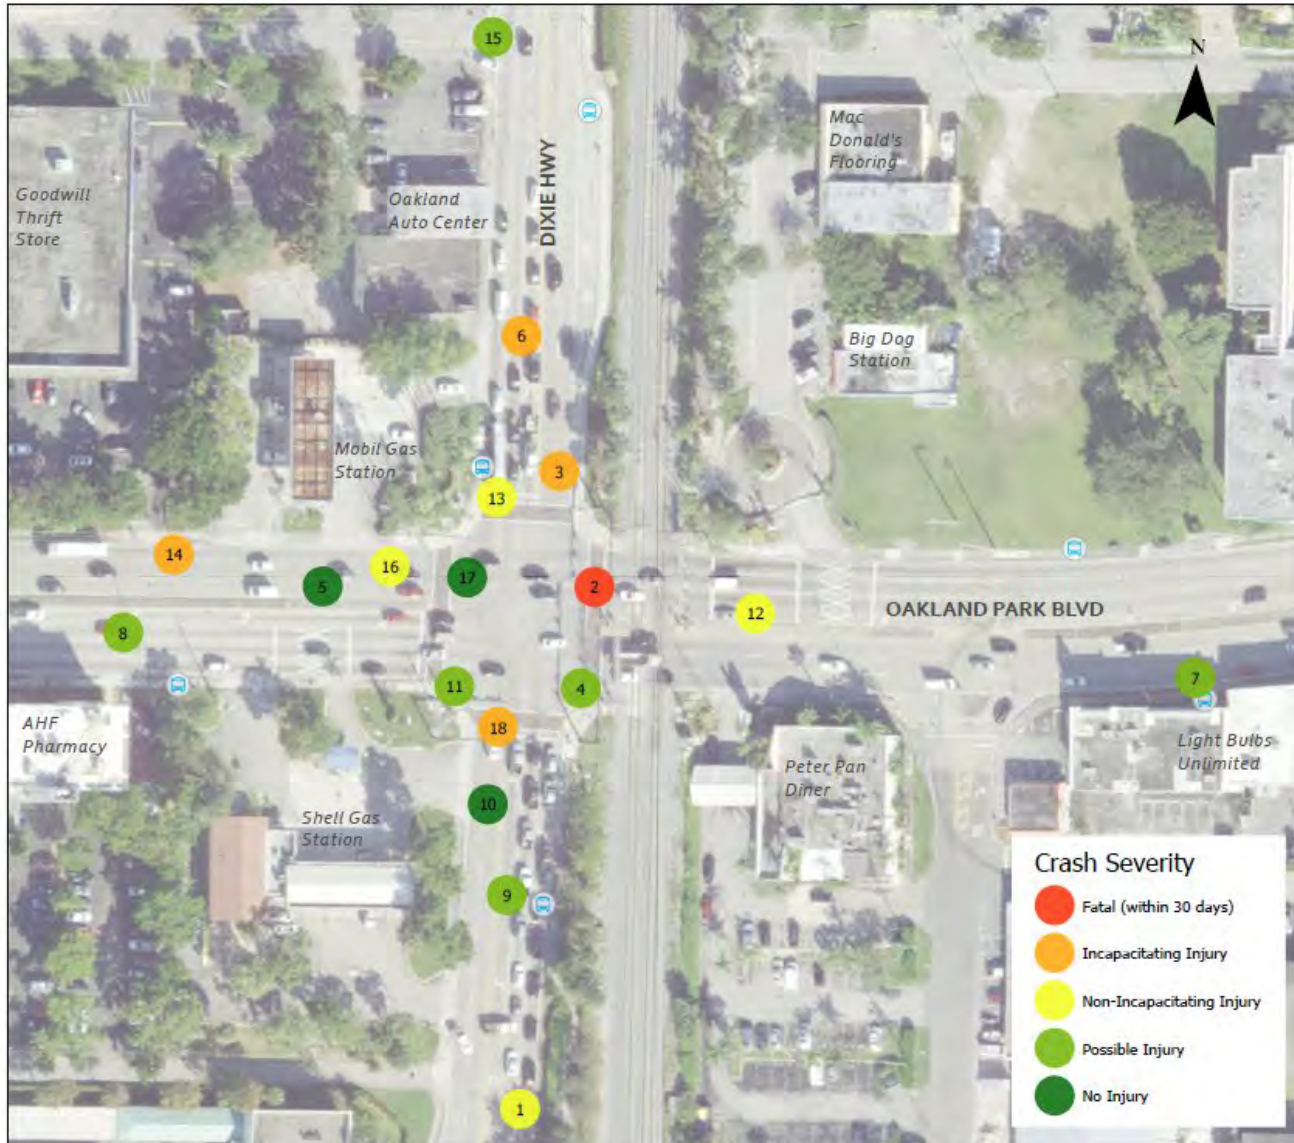 15
N
Mac
Donald's
Flooring
Goodwill
Thrift
Store
Oakland
Auto Center
DIXIE HWY
6
Big Dog
Station
Mobil Gas
Station
3
13
14
16
17
5
2
12
OAKLAND PARK BLVD
8
11
4
7
AHF
Pharmacy
18
Light Bulbs
Unlimited
Peter Pan
Diner
10
Shell Gas
Station
9
1
Crash Severity
Fatal (within 30 days)
Incapacitating Injury
Non-Incapacitating Injury
Possible Injury
No Injury